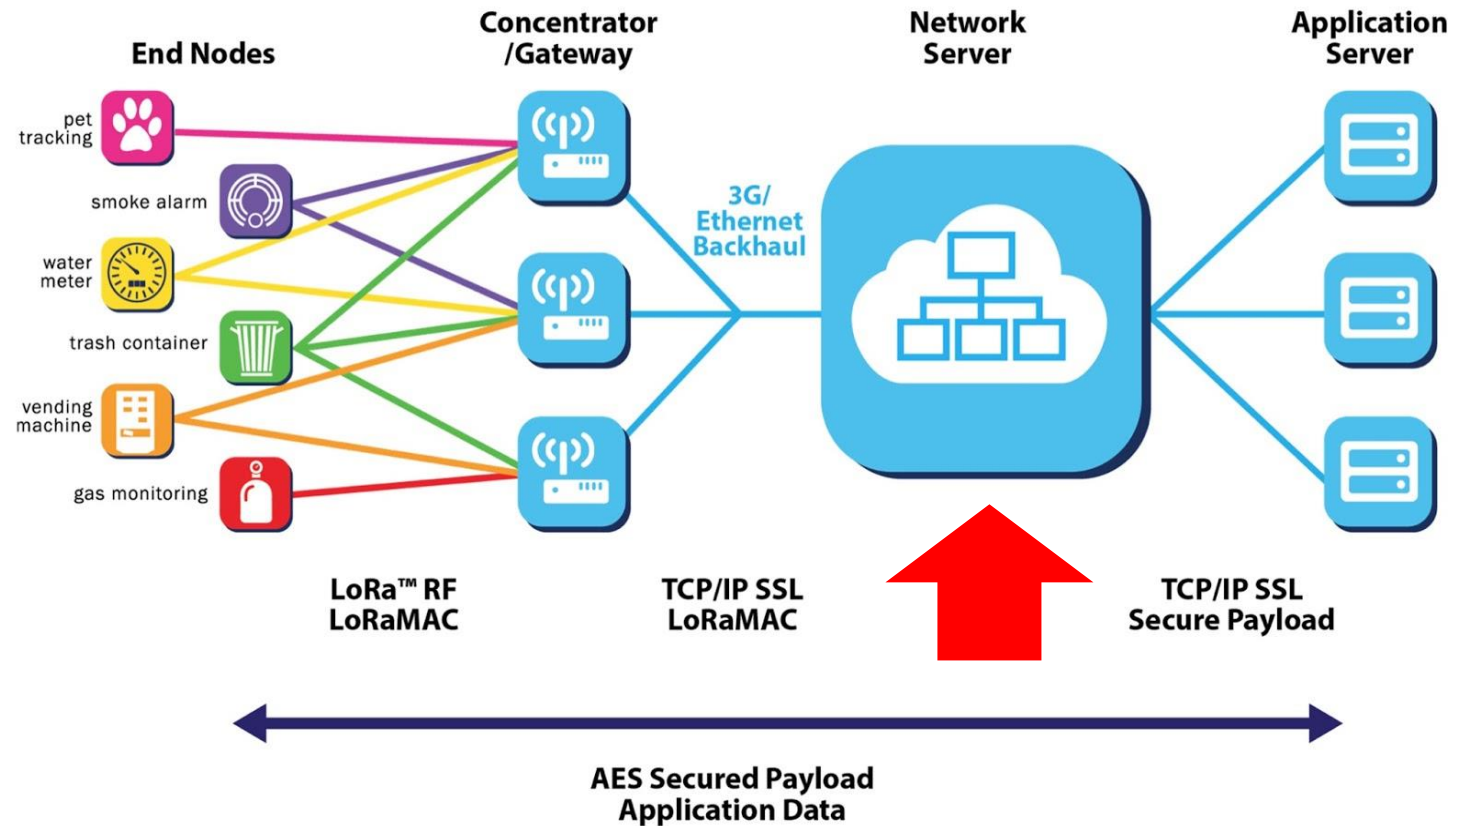 End Nodes
Concentrator
/Gateway
Network
Server
Application
Server
pet
tracking
smoke alarm
water
meter
trash container
vending
machine
gas monitoring
3G/
Ethernet
Backhaul
LoRa™ RF
LoRaMAC
TCP/IP SSL
LoRaMAC
TCP/IP SSL
Secure Payload
AES Secured Payload
Application Data